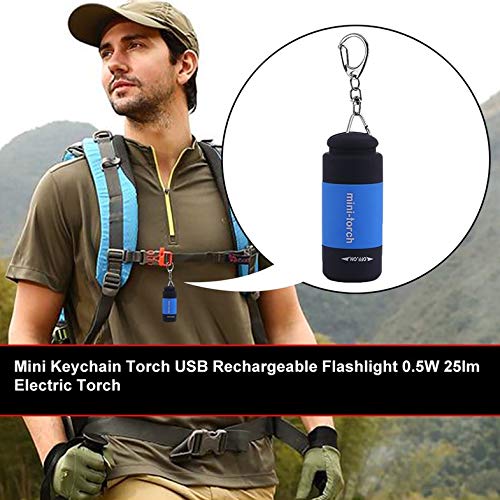 mini-torch
◄OFF.ON►
Mini Keychain Torch USB Rechargeable Flashlight 0.5W 25lm
Electric Torch